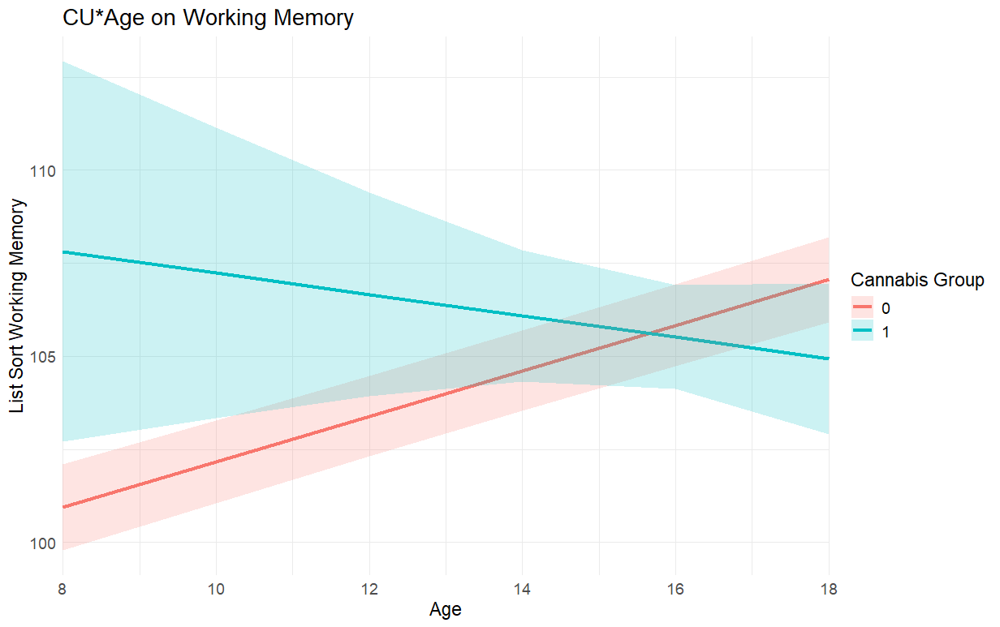 CU*Age on Working Memory
110
105
100
List Sort Working Memory
8 10 12 14 16 18
Age
Cannabis Group
0
1